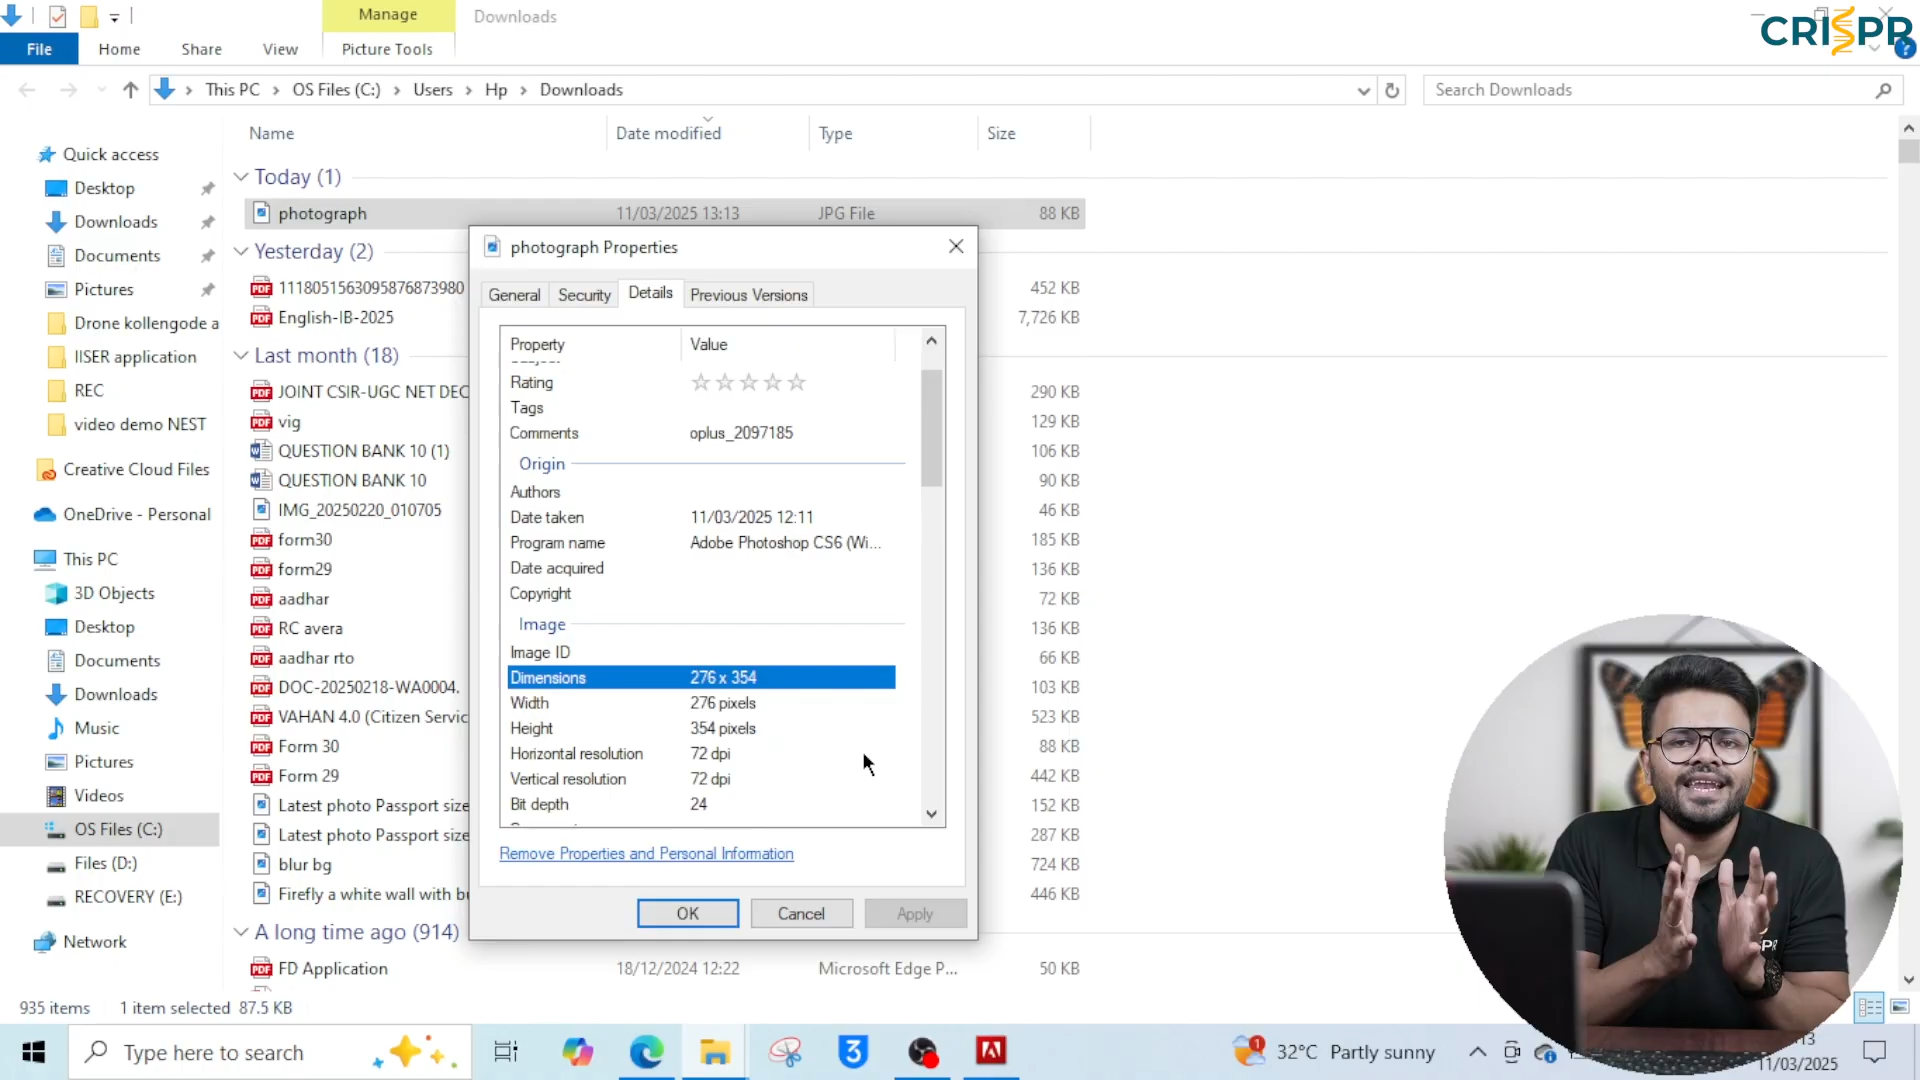 Manage
Downloads
CRISPR
File
Home
Share
View
Picture Tools
This PC
OS Files (C:)
Users
Hp
Downloads
Search Downloads
Name
Date modified
Type
Size
Quick access
Desktop
Downloads
Documents
Pictures
Drone kollengode a
IISER application
REC
video demo NEST
Creative Cloud Files
OneDrive - Personal
This PC
3D Objects
Desktop
Documents
Downloads
Music
Pictures
Videos
OS Files (C:)
Files (D:)
RECOVERY (E:)
Network
Today (1)
photograph 11/03/2025 13:13 JPG File 88 KB
Yesterday (2)
1118051563095876873980 452 KB
English-IB-2025 7,726 KB
Last month (18)
JOINT CSIR-UGC NET DEC 290 KB
vig 129 KB
QUESTION BANK 10 (1) 106 KB
QUESTION BANK 10 90 KB
IMG_20250220_010705 46 KB
form30 185 KB
form29 136 KB
aadhar 72 KB
RC avera 136 KB
aadhar rto 66 KB
DOC-20250218-WA0004. 103 KB
VAHAN 4.0 (Citizen Servic 523 KB
Form 30 88 KB
Form 29 442 KB
Latest photo Passport size 152 KB
Latest photo Passport size 287 KB
blur bg 724 KB
Firefly a white wall with bu 446 KB
A long time ago (914)
FD Application 18/12/2024 12:22 Microsoft Edge P... 50 KB
photograph Properties
General
Security
Details
Previous Versions
Property Value
Rating
Tags
Comments oplus_2097185
Origin
Authors
Date taken 11/03/2025 12:11
Program name Adobe Photoshop CS6 (Wi...
Date acquired
Copyright
Image
Image ID
Dimensions 276 x 354
Width 276 pixels
Height 354 pixels
Horizontal resolution 72 dpi
Vertical resolution 72 dpi
Bit depth 24
Remove Properties and Personal Information
OK
Cancel
Apply
935 items 1 item selected 87.5 KB
Type here to search
32°C Partly sunny
11/03/2025